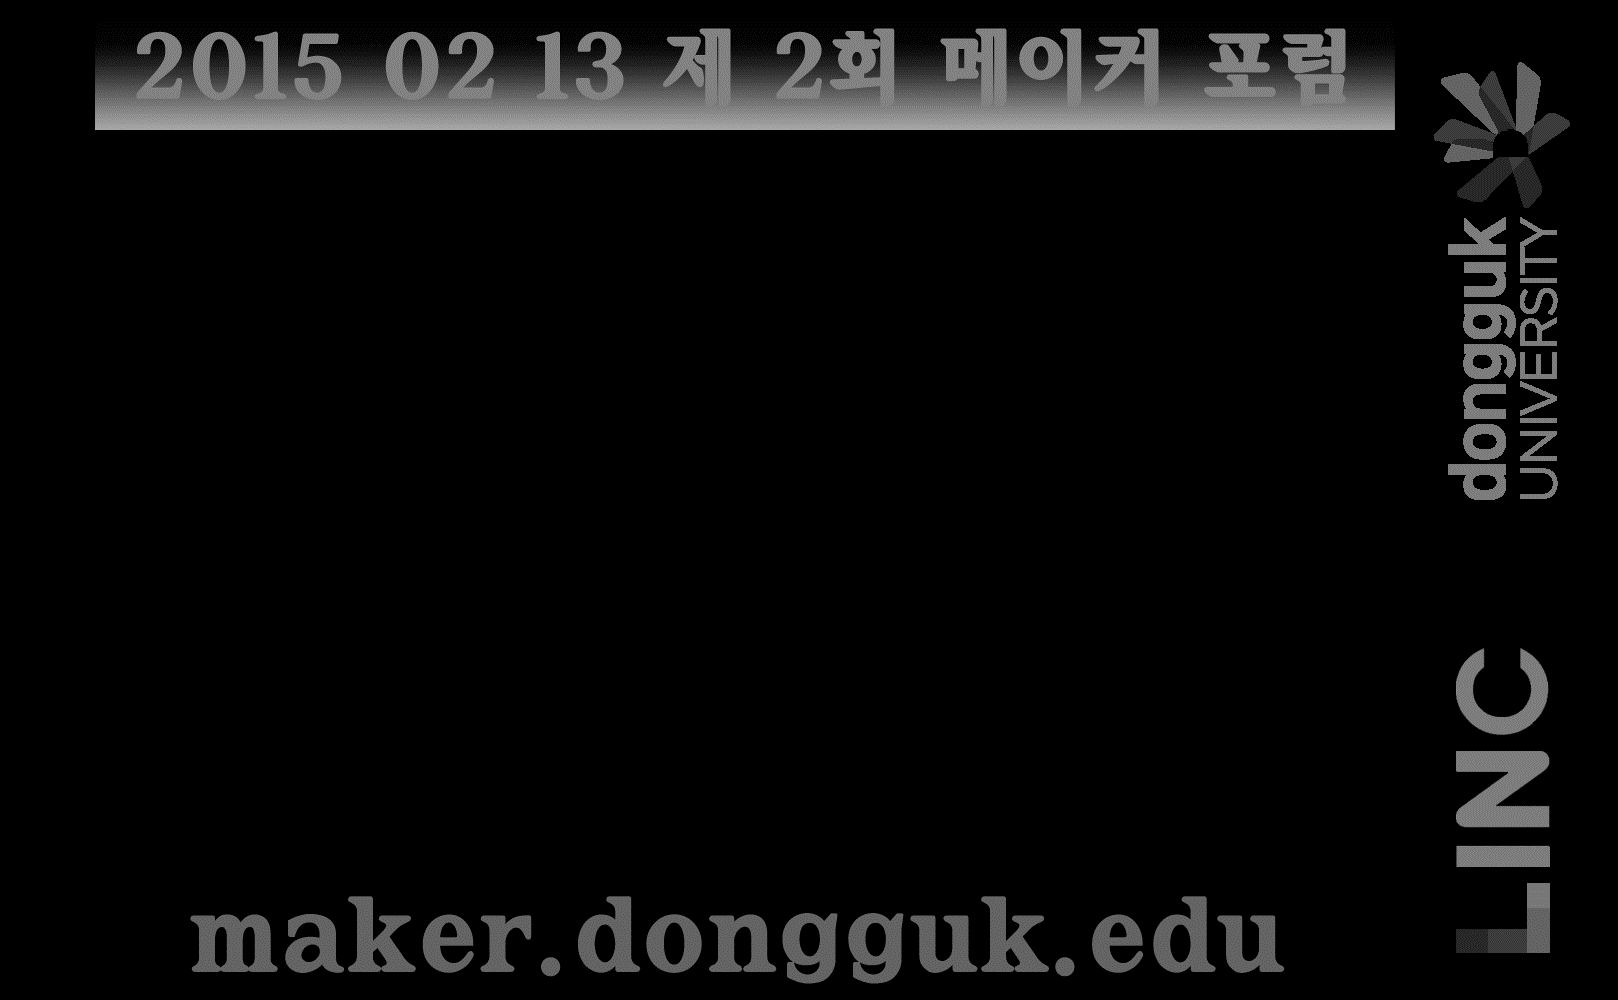 2015 02 13 제 2회 메이커 포럼
dongguk
UNIVERSITY
LINC
maker.dongguk.edu